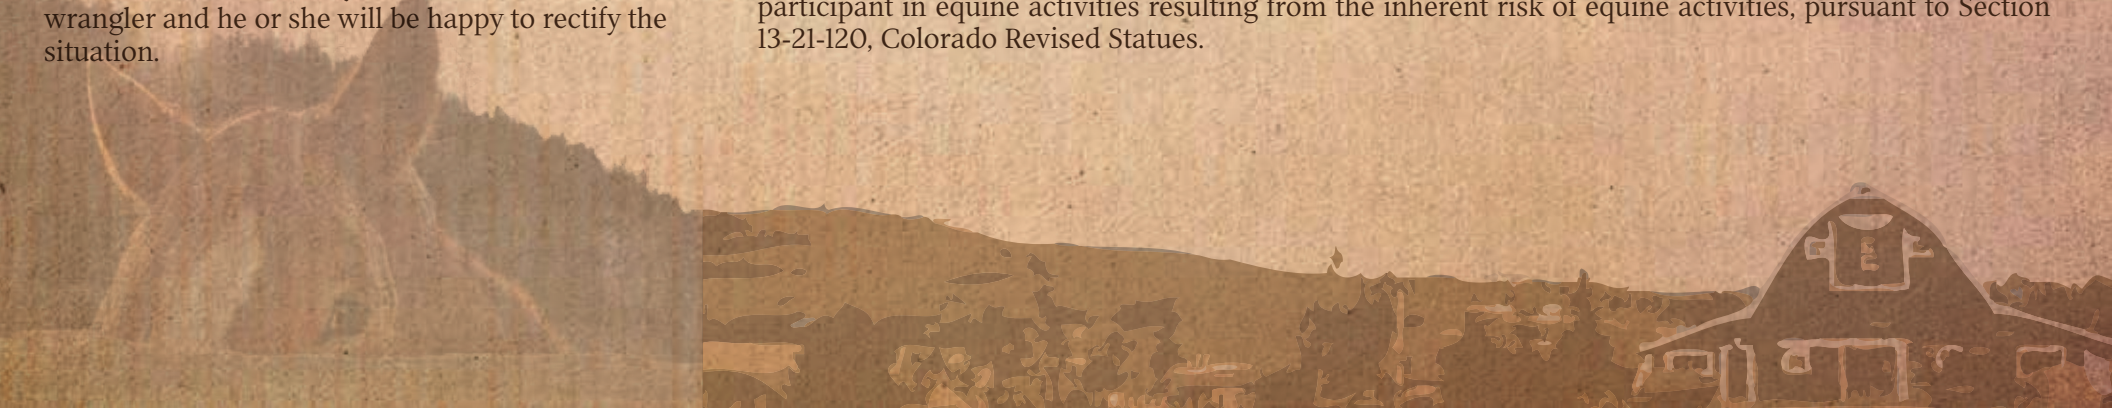 wrangler and he or she will be happy to rectify the
situation.
participant in equine activities resulting from the inherent risk of equine activities, pursuant to Section
13-21-120, Colorado Revised Statues.